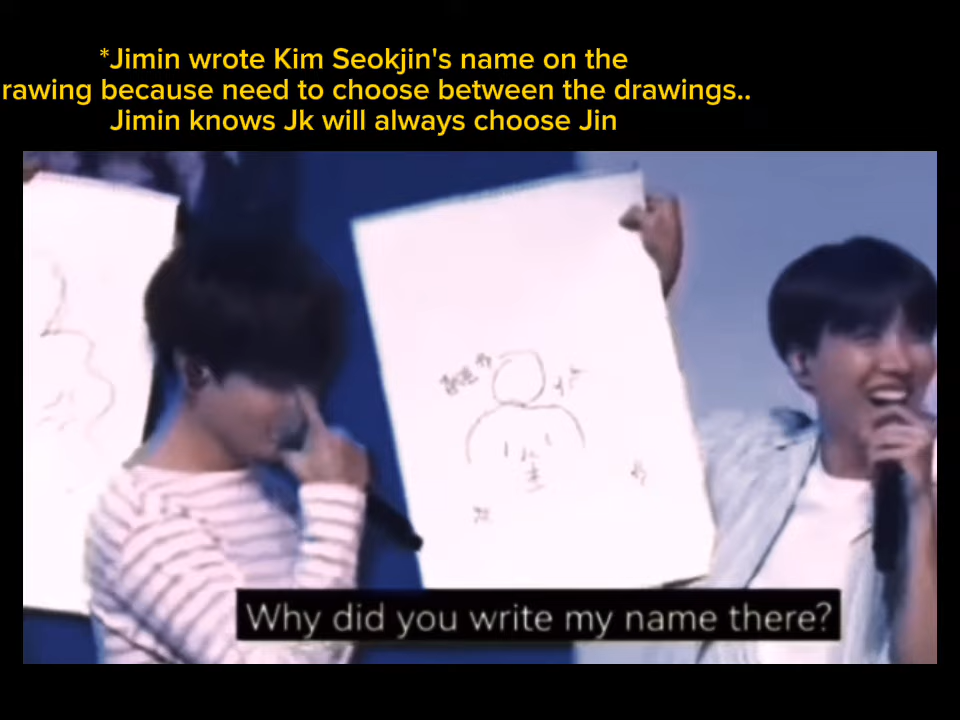 *Jimin wrote Kim Seokjin's name on the
rawing because need to choose between the drawings..
Jimin knows Jk will always choose Jin
Why did you write my name there?